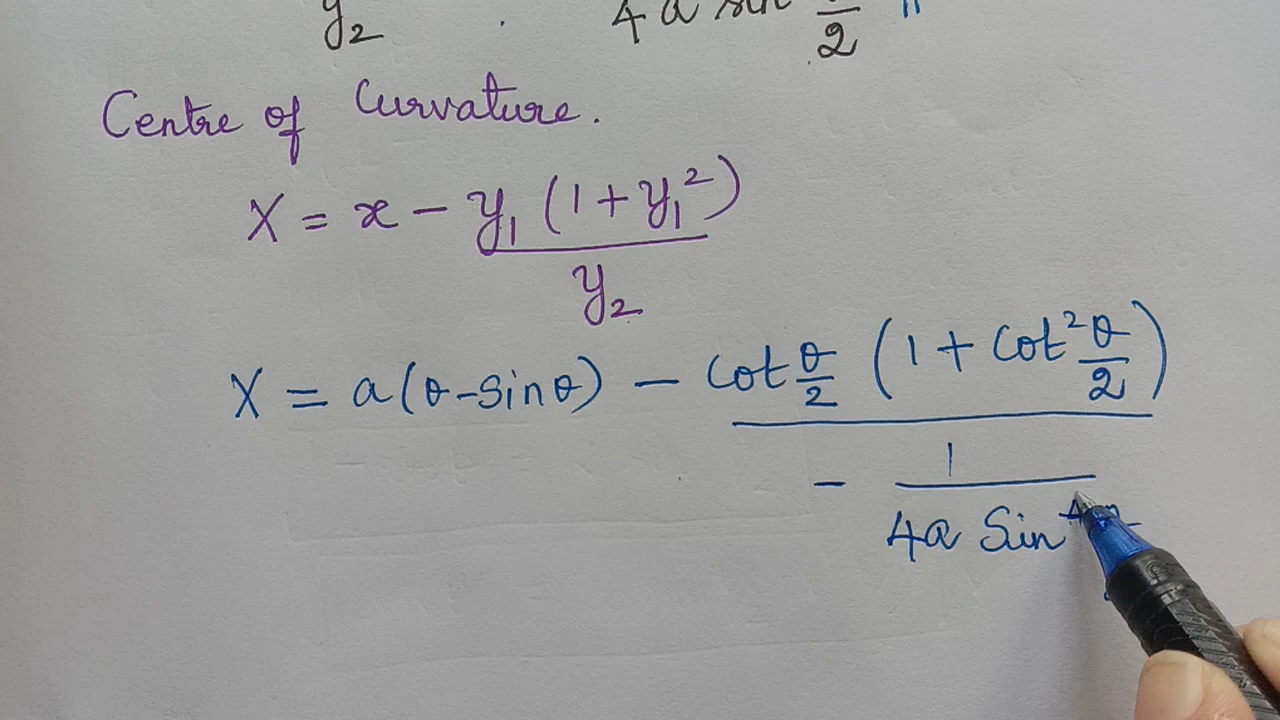 y₂ 4a sin /2
Centre of Curvature.
X = x - y₁ (1 + y₁²) / y₂
X = a(θ - sinθ) - cot θ/2 (1 + cot² θ/2) / - 1 / 4a Sin⁴